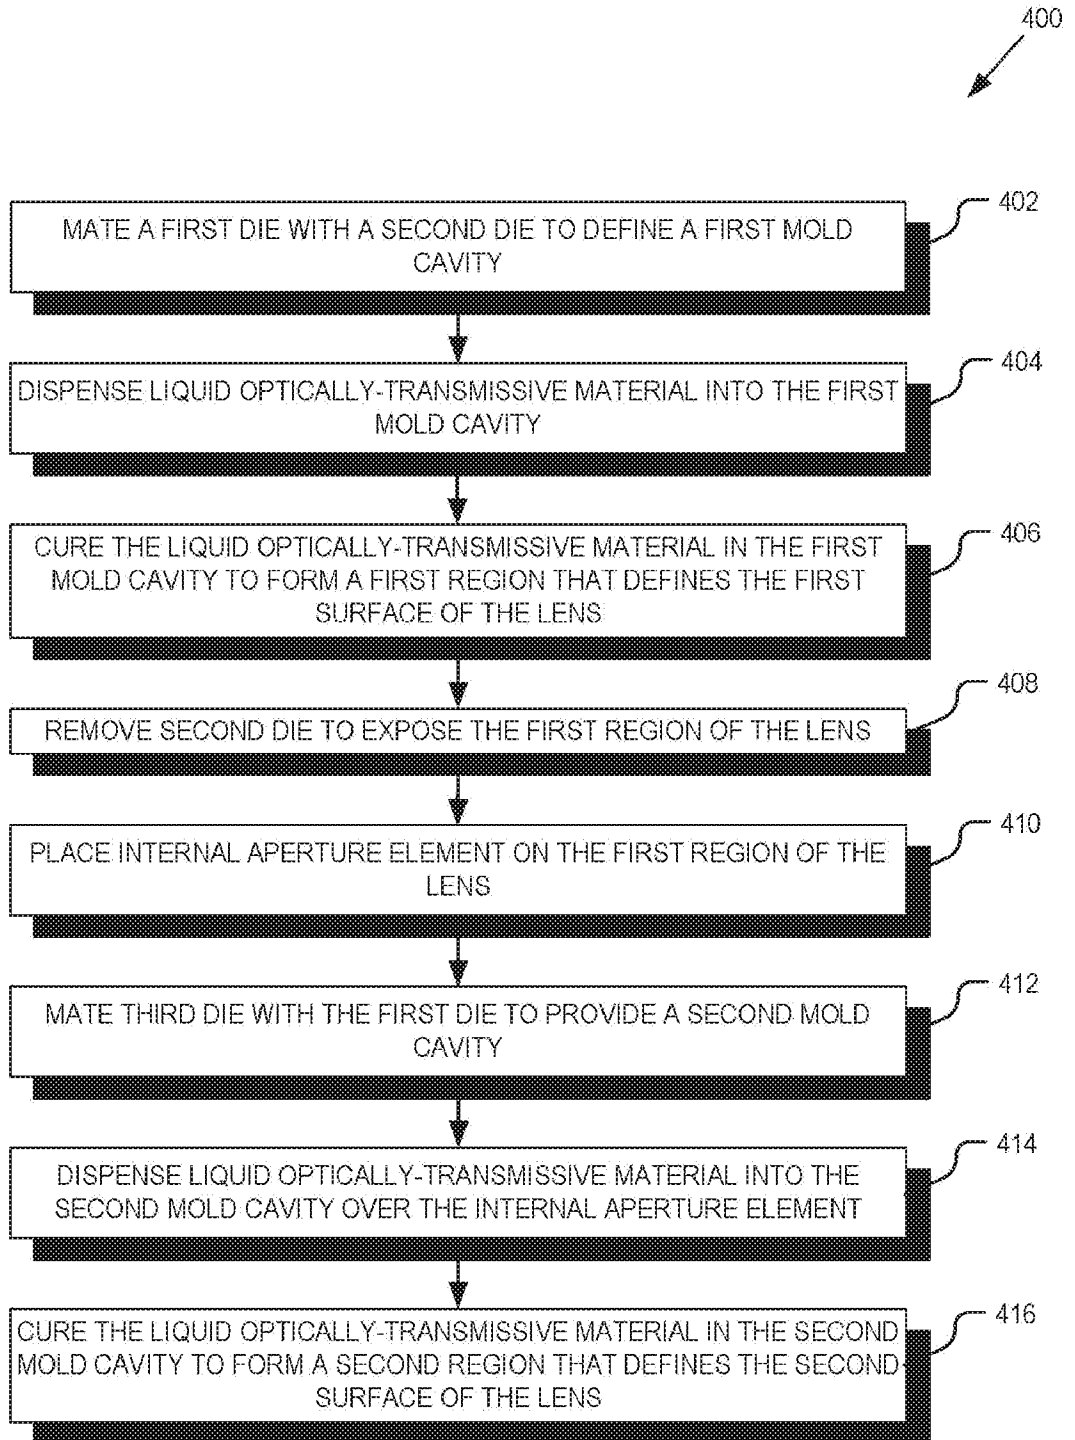 400
402
MATE A FIRST DIE WITH A SECOND DIE TO DEFINE A FIRST MOLD
CAVITY
404
DISPENSE LIQUID OPTICALLY-TRANSMISSIVE MATERIAL INTO THE FIRST
MOLD CAVITY
406
CURE THE LIQUID OPTICALLY-TRANSMISSIVE MATERIAL IN THE FIRST
MOLD CAVITY TO FORM A FIRST REGION THAT DEFINES THE FIRST
SURFACE OF THE LENS
408
REMOVE SECOND DIE TO EXPOSE THE FIRST REGION OF THE LENS
410
PLACE INTERNAL APERTURE ELEMENT ON THE FIRST REGION OF THE
LENS
412
MATE THIRD DIE WITH THE FIRST DIE TO PROVIDE A SECOND MOLD
CAVITY
414
DISPENSE LIQUID OPTICALLY-TRANSMISSIVE MATERIAL INTO THE
SECOND MOLD CAVITY OVER THE INTERNAL APERTURE ELEMENT
416
CURE THE LIQUID OPTICALLY-TRANSMISSIVE MATERIAL IN THE SECOND
MOLD CAVITY TO FORM A SECOND REGION THAT DEFINES THE SECOND
SURFACE OF THE LENS